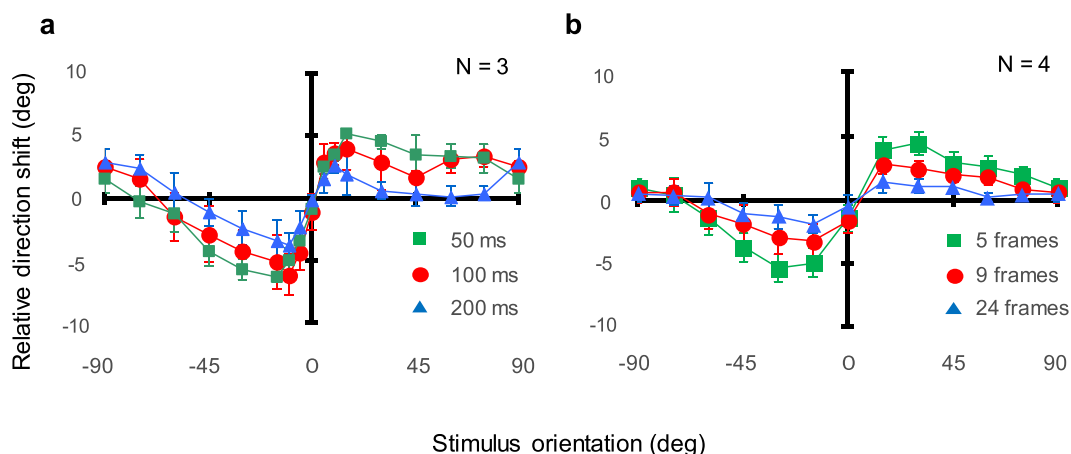 a
N = 3
Relative direction shift (deg)
10
5
0
-5
-10
-90
-45
0
45
90
50 ms
100 ms
200 ms
b
N = 4
10
5
0
-5
-10
-90
-45
0
45
90
5 frames
9 frames
24 frames
Stimulus orientation (deg)